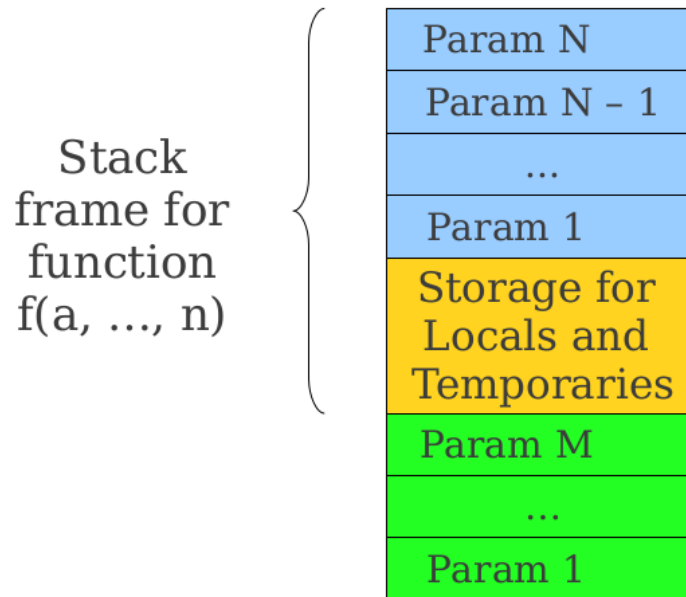 Stack
frame for
function
f(a, ..., n)
Param N
Param N – 1
...
Param 1
Storage for
Locals and
Temporaries
Param M
...
Param 1